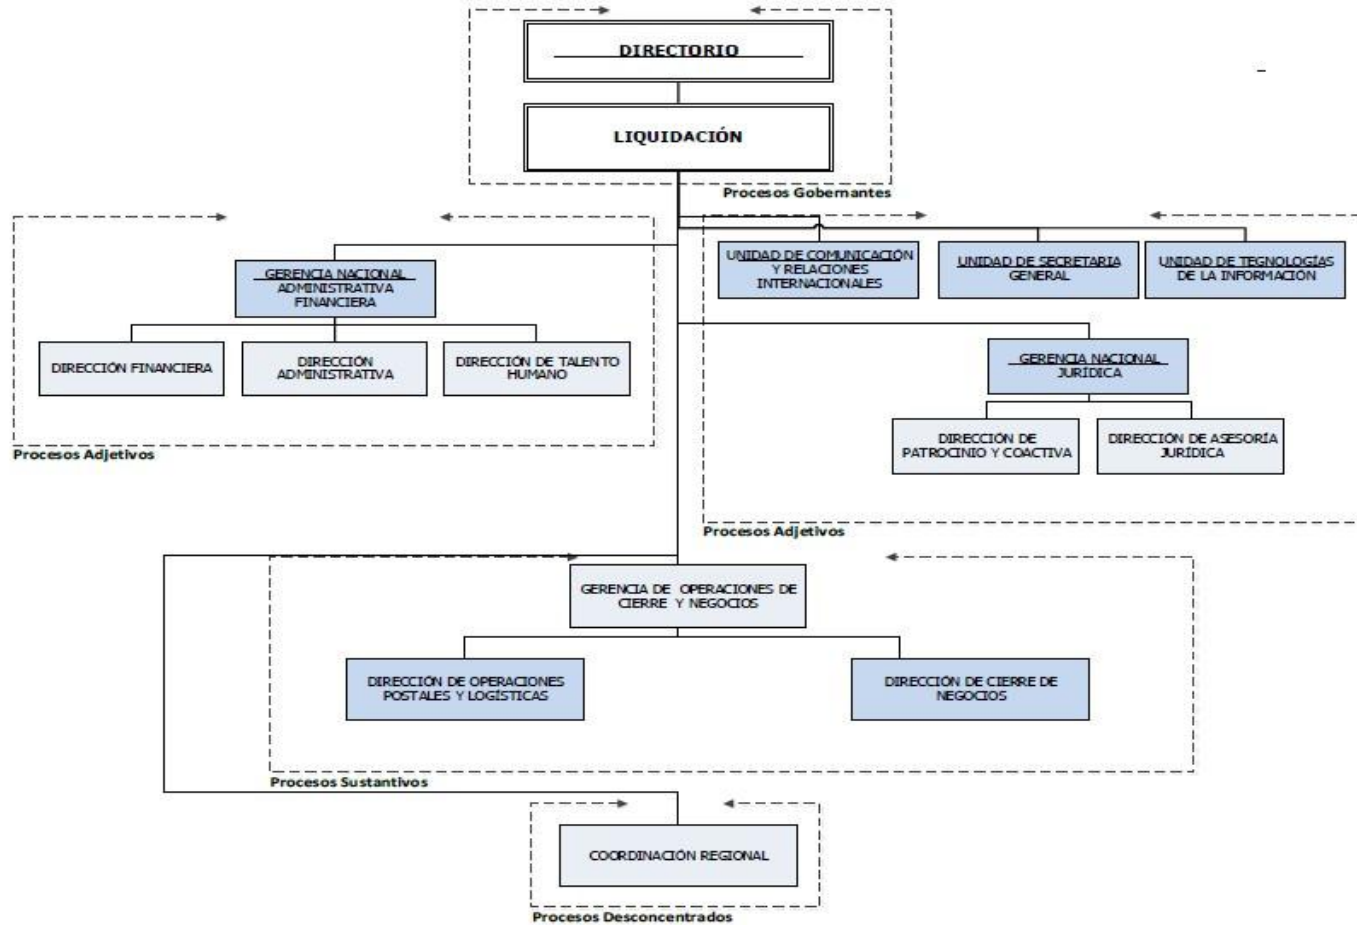 DIRECTORIO
LIQUIDACIÓN
Procesos Gobernantes
GERENCIA NACIONAL
ADMINISTRATIVA
FINANCIERA
DIRECCIÓN FINANCIERA
DIRECCIÓN
ADMINISTRATIVA
DIRECCIÓN DE TALENTO
HUMANO
Procesos Adjetivos
UNIDAD DE COMUNICACIÓN
Y RELACIONES
INTERNACIONALES
UNIDAD DE SECRETARIA
GENERAL
UNIDAD DE TEGNOLOGÍAS
DE LA INFORMACIÓN
GERENCIA NACIONAL
JURÍDICA
DIRECCIÓN DE
PATROCINIO Y COACTIVA
DIRECCIÓN DE ASESORÍA
JURÍDICA
Procesos Adjetivos
GERENCIA DE OPERACIONES DE
CIERRE Y NEGOCIOS
DIRECCIÓN DE OPERACIONES
POSTALES Y LOGÍSTICAS
DIRECCIÓN DE CIERRE DE
NEGOCIOS
Procesos Sustantivos
COORDINACIÓN REGIONAL
Procesos Desconcentrados